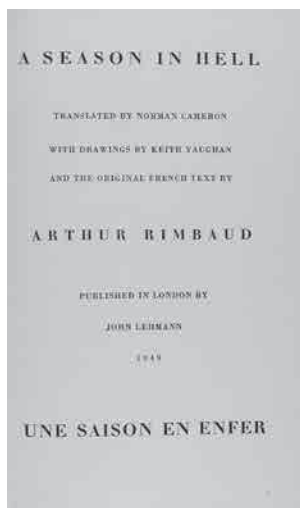 A SEASON IN HELL
TRANSLATED BY NORMAN CAMERON
WITH DRAWINGS BY KEITH VAUGHAN
AND THE ORIGINAL FRENCH TEXT BY
ARTHUR RIMBAUD
PUBLISHED IN LONDON BY
JOHN LEHMANN
1949
UNE SAISON EN ENFER